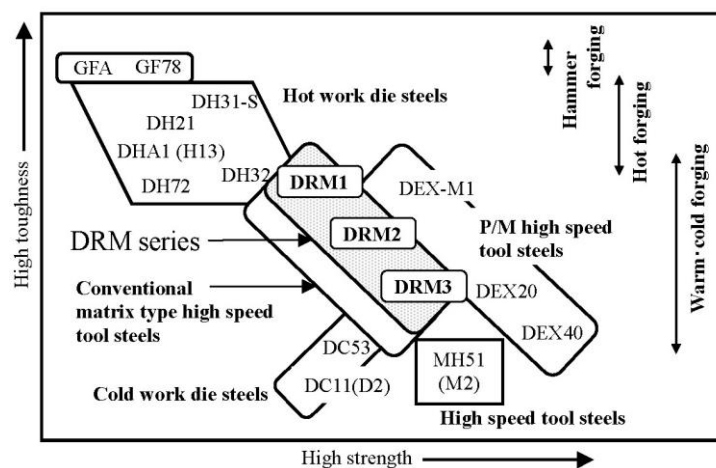 GFA GF78
DH31-S
DH21
DHA1 (H13)
DH72
DH32
Hot work die steels
DRM1
DRM2
DRM3
DRM series
Conventional
matrix type high speed
tool steels
DEX-M1
P/M high speed
tool steels
DEX20
DEX40
DC53
DC11(D2)
Cold work die steels
MH51
(M2)
High speed tool steels
Hammer
forging
Hot forging
Warm·cold forging
High toughness
High strength